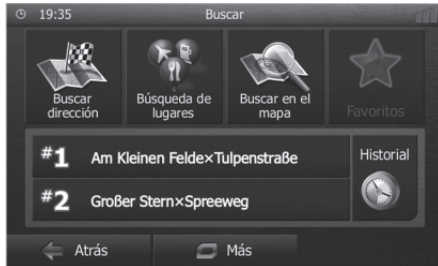 19:35 Buscar
Buscar dirección
Búsqueda de lugares
Buscar en el mapa
Favoritos
#1 Am Kleinen Felde×Tulpenstraße
Historial
#2 Großer Stern×Spreeweg
Atrás Más